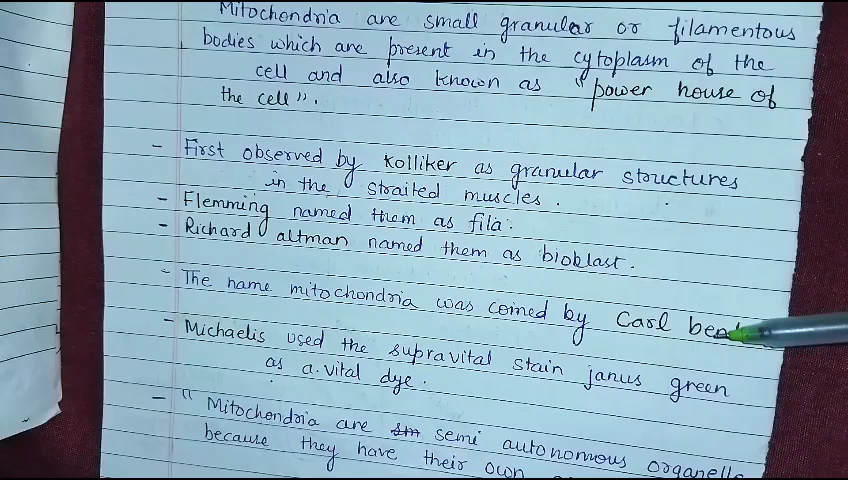 Mitochondria are small granular or filamentous
bodies which are present in the cytoplasm of the
cell and also known as "power house of
the cell".
- First observed by Kolliker as granular structures
in the straited muscles.
- Flemming named them as fila.
- Richard altman named them as bioblast.
- The name mitochondria was coined by Carl
- Michaelis used the supravital stain janus green
as a vital dye.
- "Mitochondria are semi autonomous organelle
because they have their own